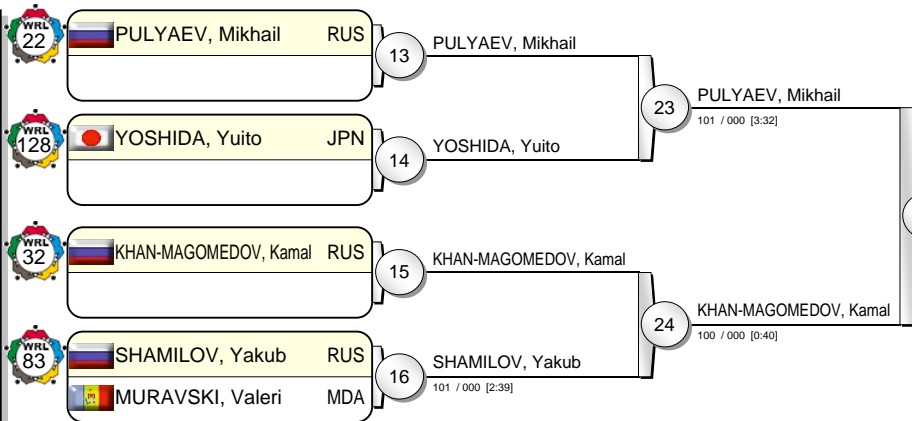 WRL 22 PULYAEV, Mikhail RUS
13 PULYAEV, Mikhail
23 PULYAEV, Mikhail
101 / 000 [3:32]
WRL 128 YOSHIDA, Yuito JPN
14 YOSHIDA, Yuito
WRL 32 KHAN-MAGOMEDOV, Kamal RUS
15 KHAN-MAGOMEDOV, Kamal
24 KHAN-MAGOMEDOV, Kamal
100 / 000 [0:40]
WRL 83 SHAMILOV, Yakub RUS
MURAVSKI, Valeri MDA
16 SHAMILOV, Yakub
101 / 000 [2:39]